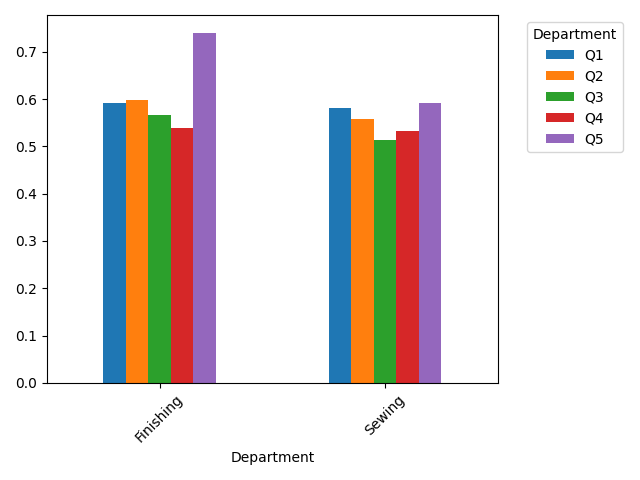 0.7
0.6
0.5
0.4
0.3
0.2
0.1
0.0
Finishing
Sewing
Department
Department
Q1
Q2
Q3
Q4
Q5